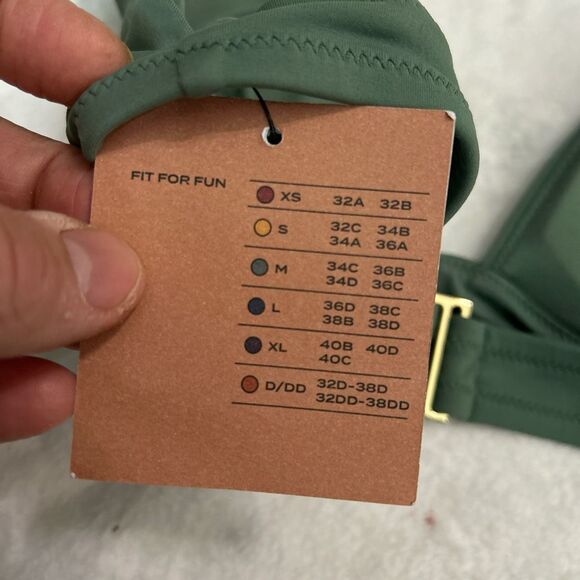 FIT FOR FUN
XS 32A 32B
S 32C 34B
34A 36A
M 34C 36B
34D 36C
L 36D 38C
38B 38D
XL 40B 40D
40C
D/DD 32D-38D
32DD-38DD